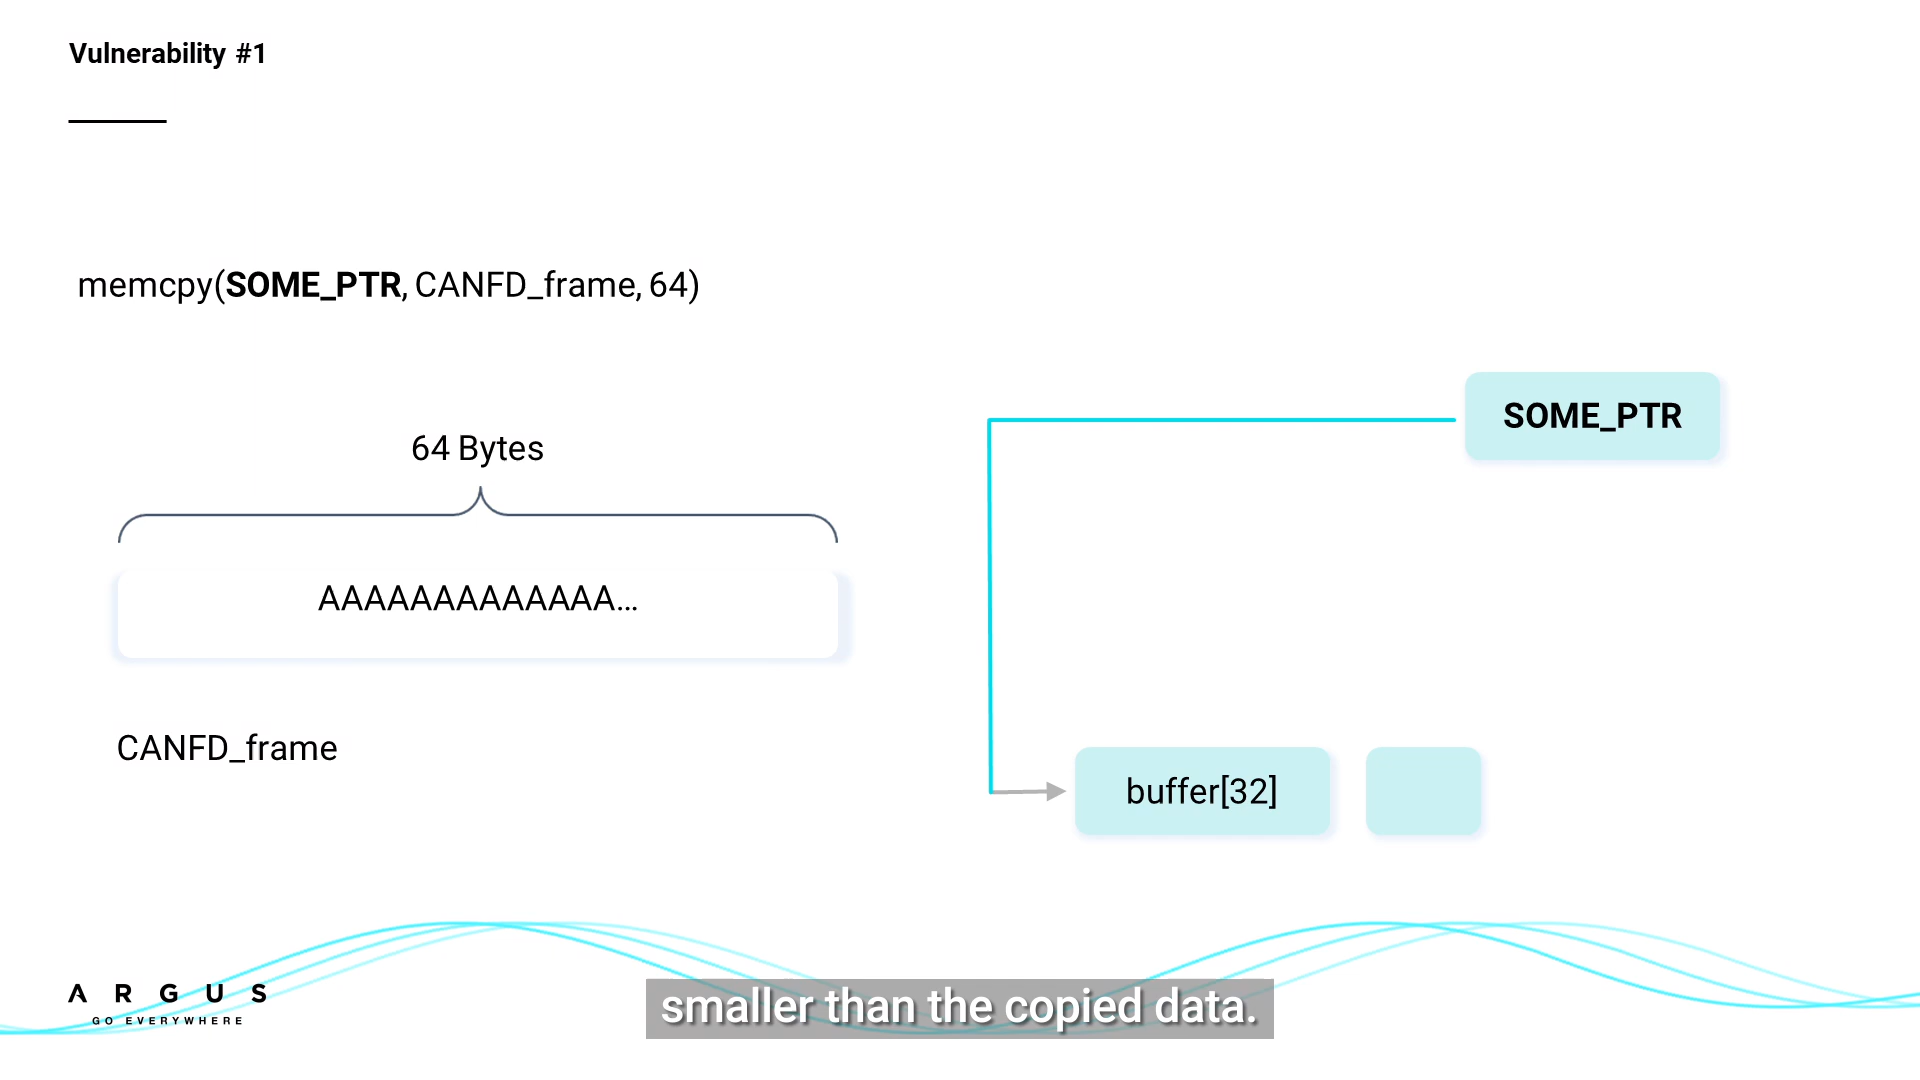 Vulnerability #1
memcpy(SOME_PTR, CANFD_frame, 64)
SOME_PTR
64 Bytes
AAAAAAAAAAAAA...
CANFD_frame
buffer[32]
ARGUS
GO EVERYWHERE
smaller than the copied data.